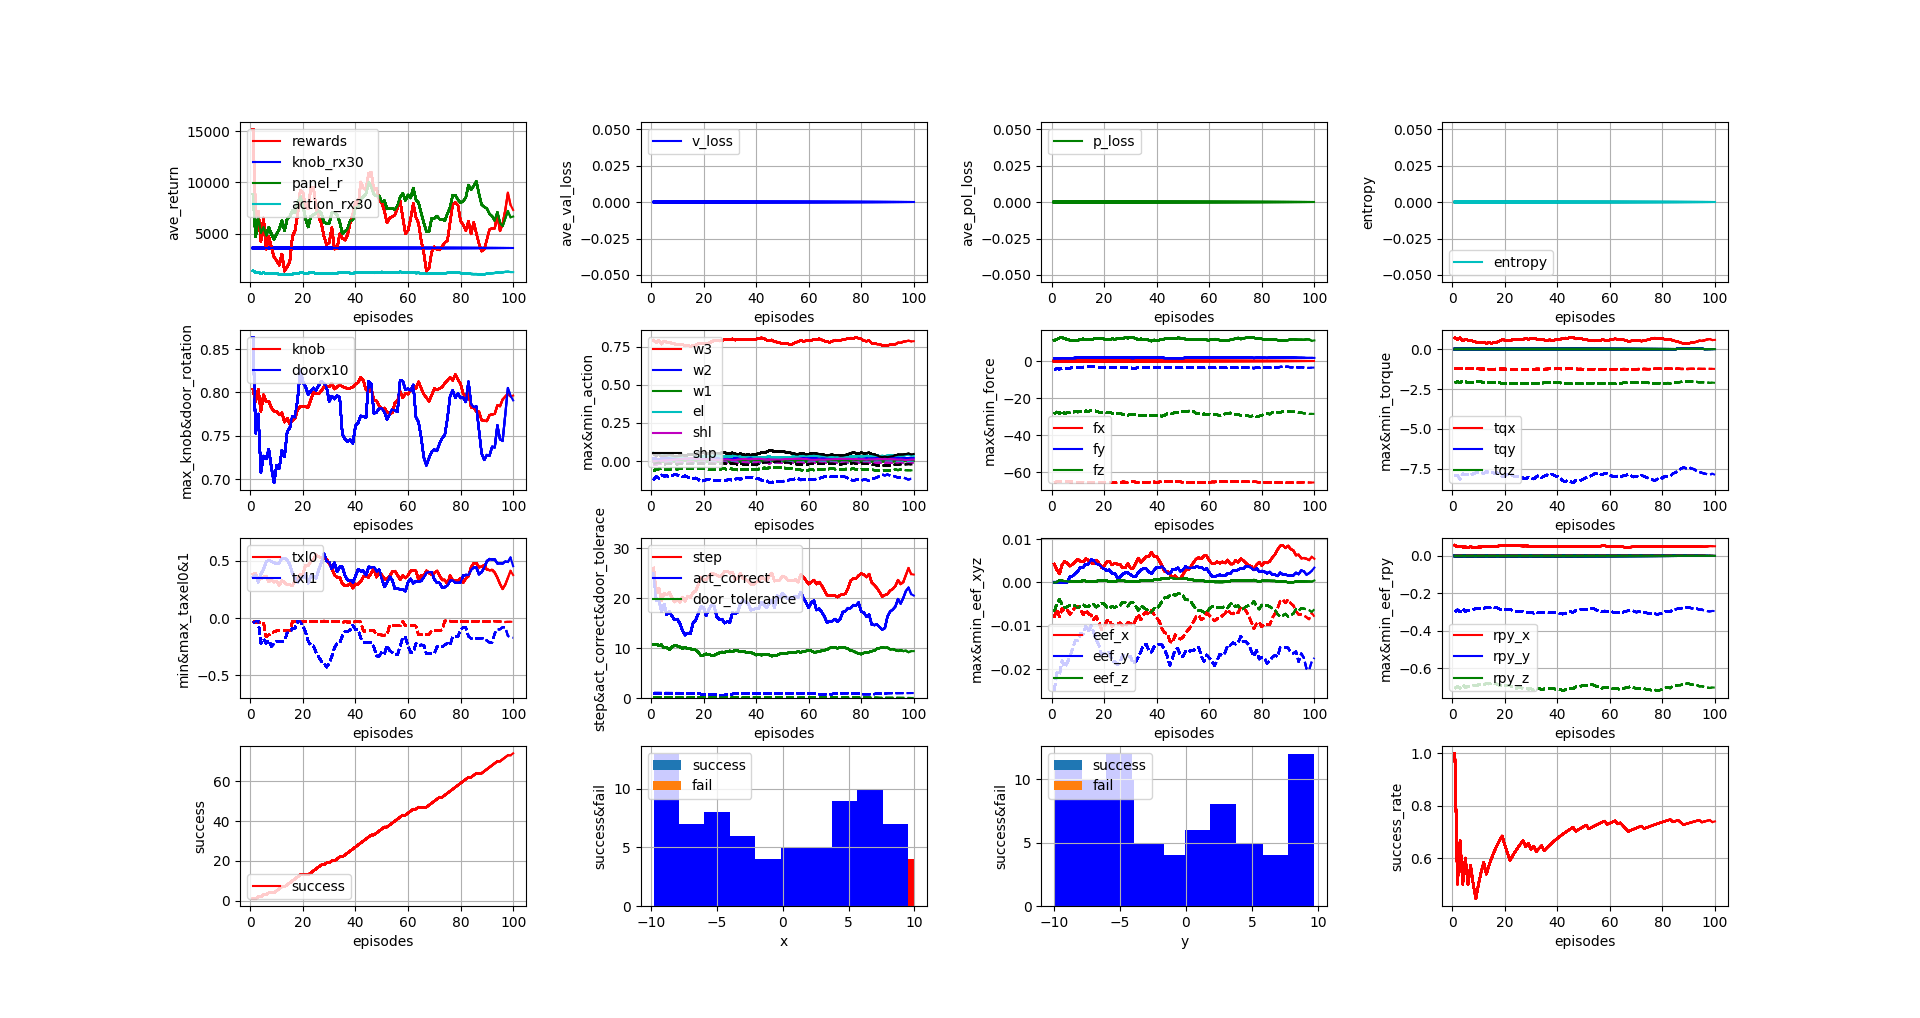 ave_return
15000
10000
5000
rewards
knob_rx30
panel_r
action_rx30
0 20 40 60 80 100
episodes
ave_val_loss
0.050
0.025
0.000
−0.025
−0.050
v_loss
0 20 40 60 80 100
episodes
ave_pol_loss
0.050
0.025
0.000
−0.025
−0.050
p_loss
0 20 40 60 80 100
episodes
entropy
0.050
0.025
0.000
−0.025
−0.050
entropy
0 20 40 60 80 100
episodes
max_knob&door_rotation
0.85
0.80
0.75
0.70
knob
doorx10
0 20 40 60 80 100
episodes
max&min_action
0.75
0.50
0.25
0.00
w3
w2
w1
el
shl
shp
0 20 40 60 80 100
episodes
max&min_force
0
−20
−40
−60
fx
fy
fz
0 20 40 60 80 100
episodes
max&min_torque
0.0
−2.5
−5.0
−7.5
tqx
tqy
tqz
0 20 40 60 80 100
episodes
min&max_taxel0&1
0.5
0.0
−0.5
txl0
txl1
0 20 40 60 80 100
episodes
step&act_correct&door_tolerace
30
20
10
0
step
act_correct
door_tolerance
0 20 40 60 80 100
episodes
max&min_eef_xyz
0.01
0.00
−0.01
−0.02
eef_x
eef_y
eef_z
0 20 40 60 80 100
episodes
max&min_eef_rpy
0.0
−0.2
−0.4
−0.6
rpy_x
rpy_y
rpy_z
0 20 40 60 80 100
episodes
success
60
40
20
0
success
0 20 40 60 80 100
episodes
success&fail
10
5
0
success
fail
−10 −5 0 5 10
x
success&fail
10
5
0
success
fail
−10 −5 0 5 10
y
success_rate
1.0
0.8
0.6
0 20 40 60 80 100
episodes